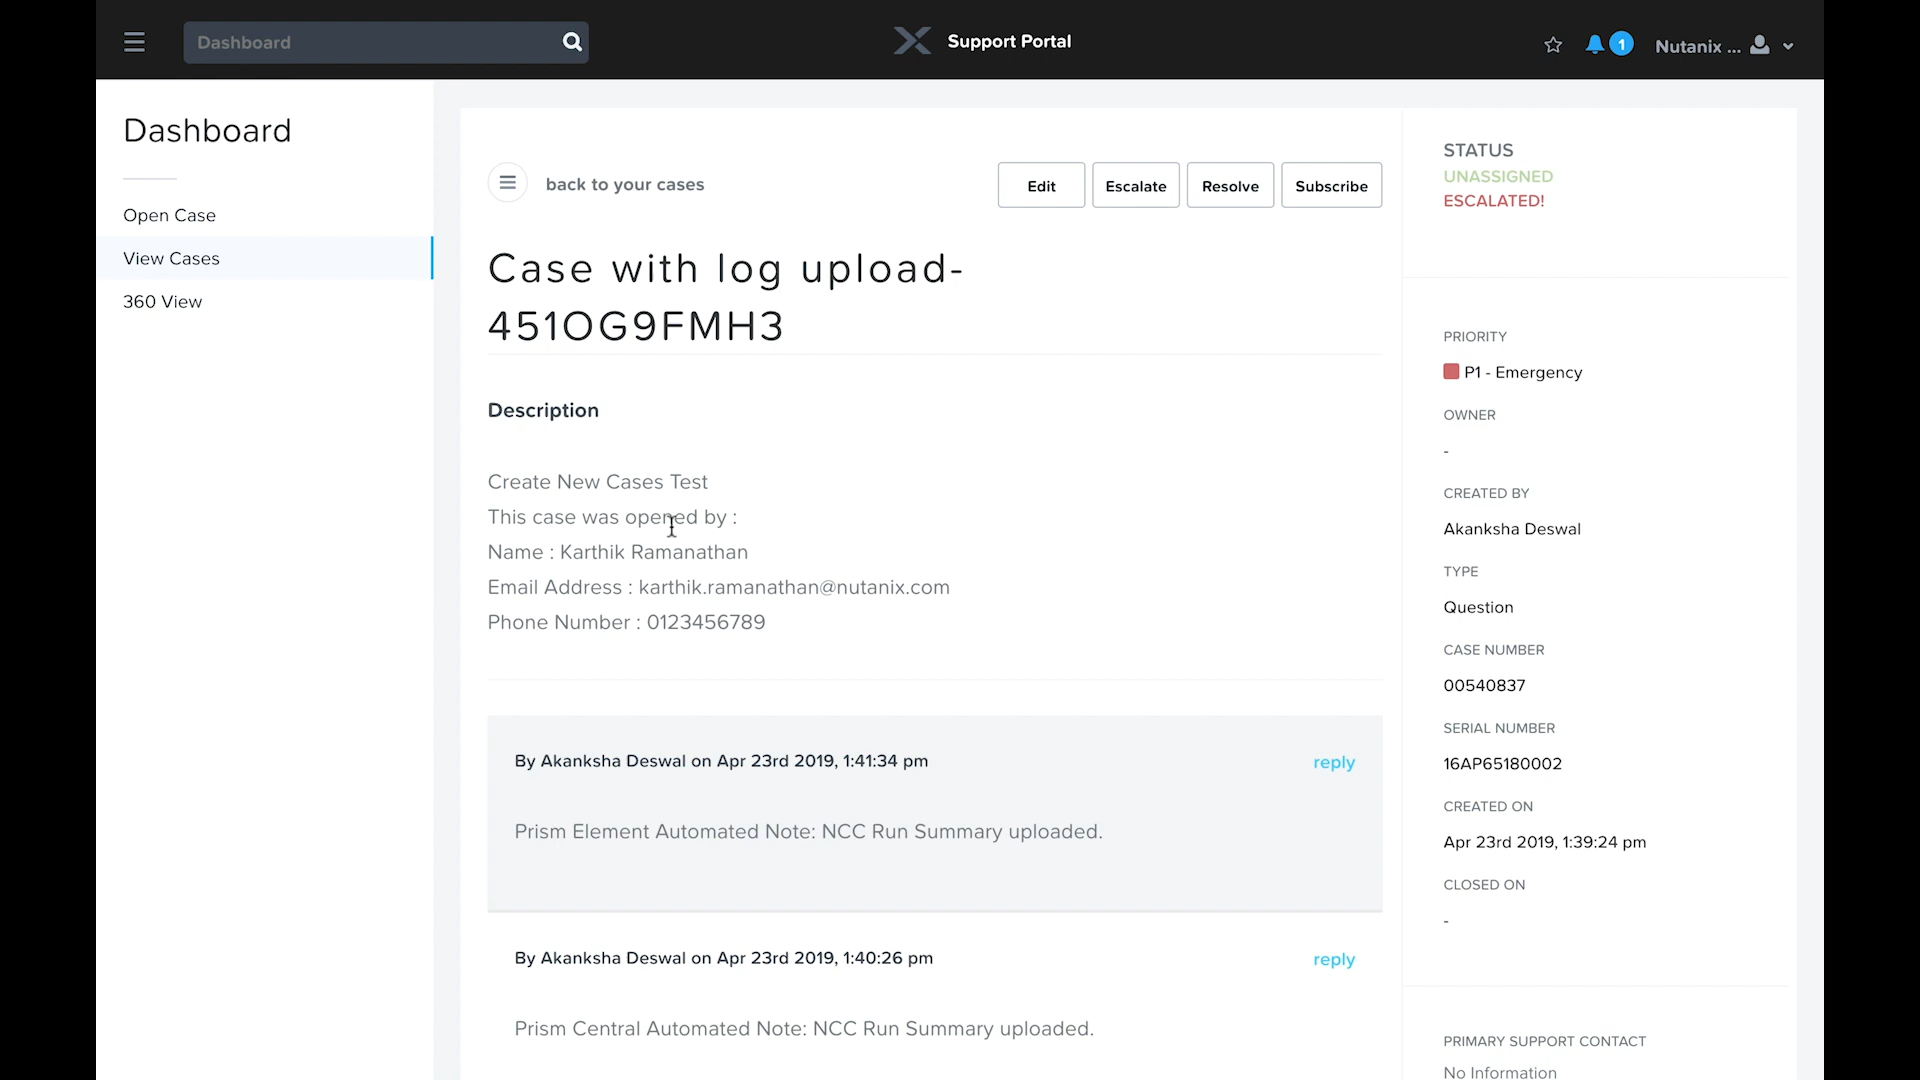 Dashboard
Support Portal
1
Nutanix ...
Dashboard
Open Case
View Cases
360 View
back to your cases
Edit
Escalate
Resolve
Subscribe
Case with log upload-
451OG9FMH3
Description
Create New Cases Test
This case was opened by :
Name : Karthik Ramanathan
Email Address : karthik.ramanathan@nutanix.com
Phone Number : 0123456789
By Akanksha Deswal on Apr 23rd 2019, 1:41:34 pm
reply
Prism Element Automated Note: NCC Run Summary uploaded.
By Akanksha Deswal on Apr 23rd 2019, 1:40:26 pm
reply
Prism Central Automated Note: NCC Run Summary uploaded.
STATUS
UNASSIGNED
ESCALATED!
PRIORITY
P1 - Emergency
OWNER
-
CREATED BY
Akanksha Deswal
TYPE
Question
CASE NUMBER
00540837
SERIAL NUMBER
16AP65180002
CREATED ON
Apr 23rd 2019, 1:39:24 pm
CLOSED ON
-
PRIMARY SUPPORT CONTACT
No Information